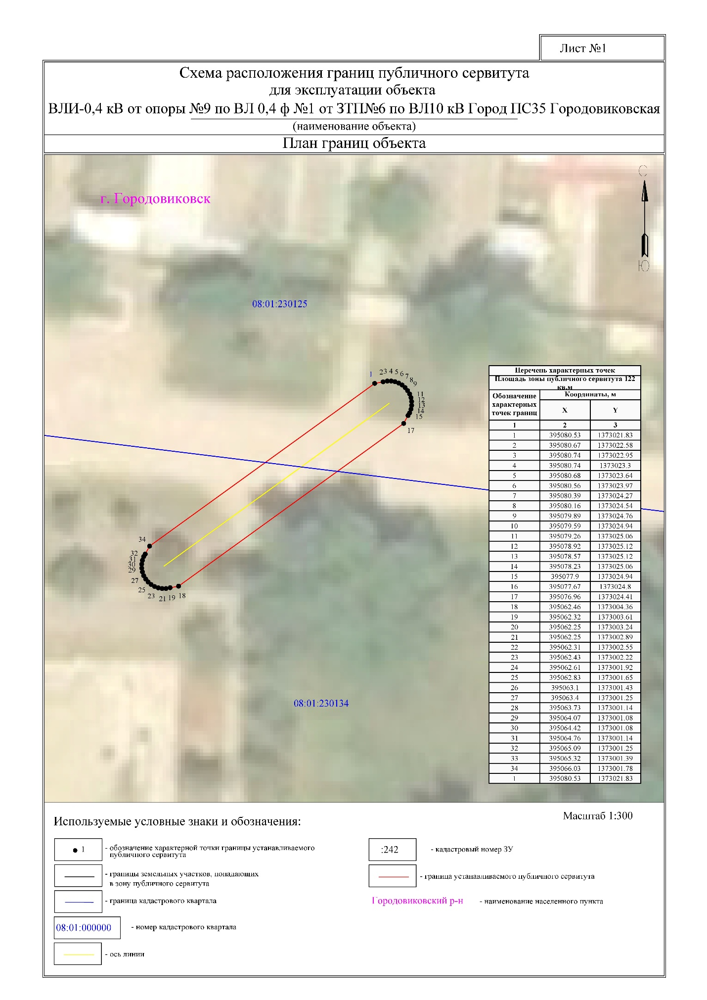 Лист №1
Схема расположения границ публичного сервитута
для эксплуатации объекта
ВЛИ-0,4 кВ от опоры №9 по ВЛ 0,4 ф №1 от ЗТП№6 по ВЛ10 кВ Город ПС35 Городовиковская
(наименование объекта)
План границ объекта
С
Ю
г. Городовиковск
08:01:230125
1 2 3 4 5 6 7 8 9
11
12
13
14
15
17
34
32
31
30
29
27
25
23
21 19 18
08:01:230134
Перечень характерных точек
Площадь зоны публичного сервитута 122
кв.м
Обозначение
характерных
точек границ
Координаты, м
X Y
1 2 3
1 395080.53 1373021.83
2 395080.67 1373022.58
3 395080.74 1373022.95
4 395080.74 1373023.3
5 395080.68 1373023.64
6 395080.56 1373023.97
7 395080.39 1373024.27
8 395080.16 1373024.54
9 395079.89 1373024.76
10 395079.59 1373024.94
11 395079.26 1373025.06
12 395078.92 1373025.12
13 395078.57 1373025.12
14 395078.23 1373025.06
15 395077.9 1373024.94
16 395077.67 1373024.8
17 395076.96 1373024.41
18 395062.46 1373004.36
19 395062.32 1373003.61
20 395062.25 1373003.24
21 395062.25 1373002.89
22 395062.31 1373002.55
23 395062.43 1373002.22
24 395062.61 1373001.92
25 395062.83 1373001.65
26 395063.1 1373001.43
27 395063.4 1373001.25
28 395063.73 1373001.14
29 395064.07 1373001.08
30 395064.42 1373001.08
31 395064.76 1373001.14
32 395065.09 1373001.25
33 395065.32 1373001.39
34 395066.03 1373001.78
1 395080.53 1373021.83
Масштаб 1:300
Используемые условные знаки и обозначения:
1 - обозначение характерной точки границы устанавливаемого
публичного сервитута
- границы земельных участков, попадающих
в зону публичного сервитута
- граница кадастрового квартала
08:01:000000 - номер кадастрового квартала
- ось линии
:242 - кадастровый номер ЗУ
- граница устанавливаемого публичного сервитута
Городовиковский р-н - наименование населенного пункта